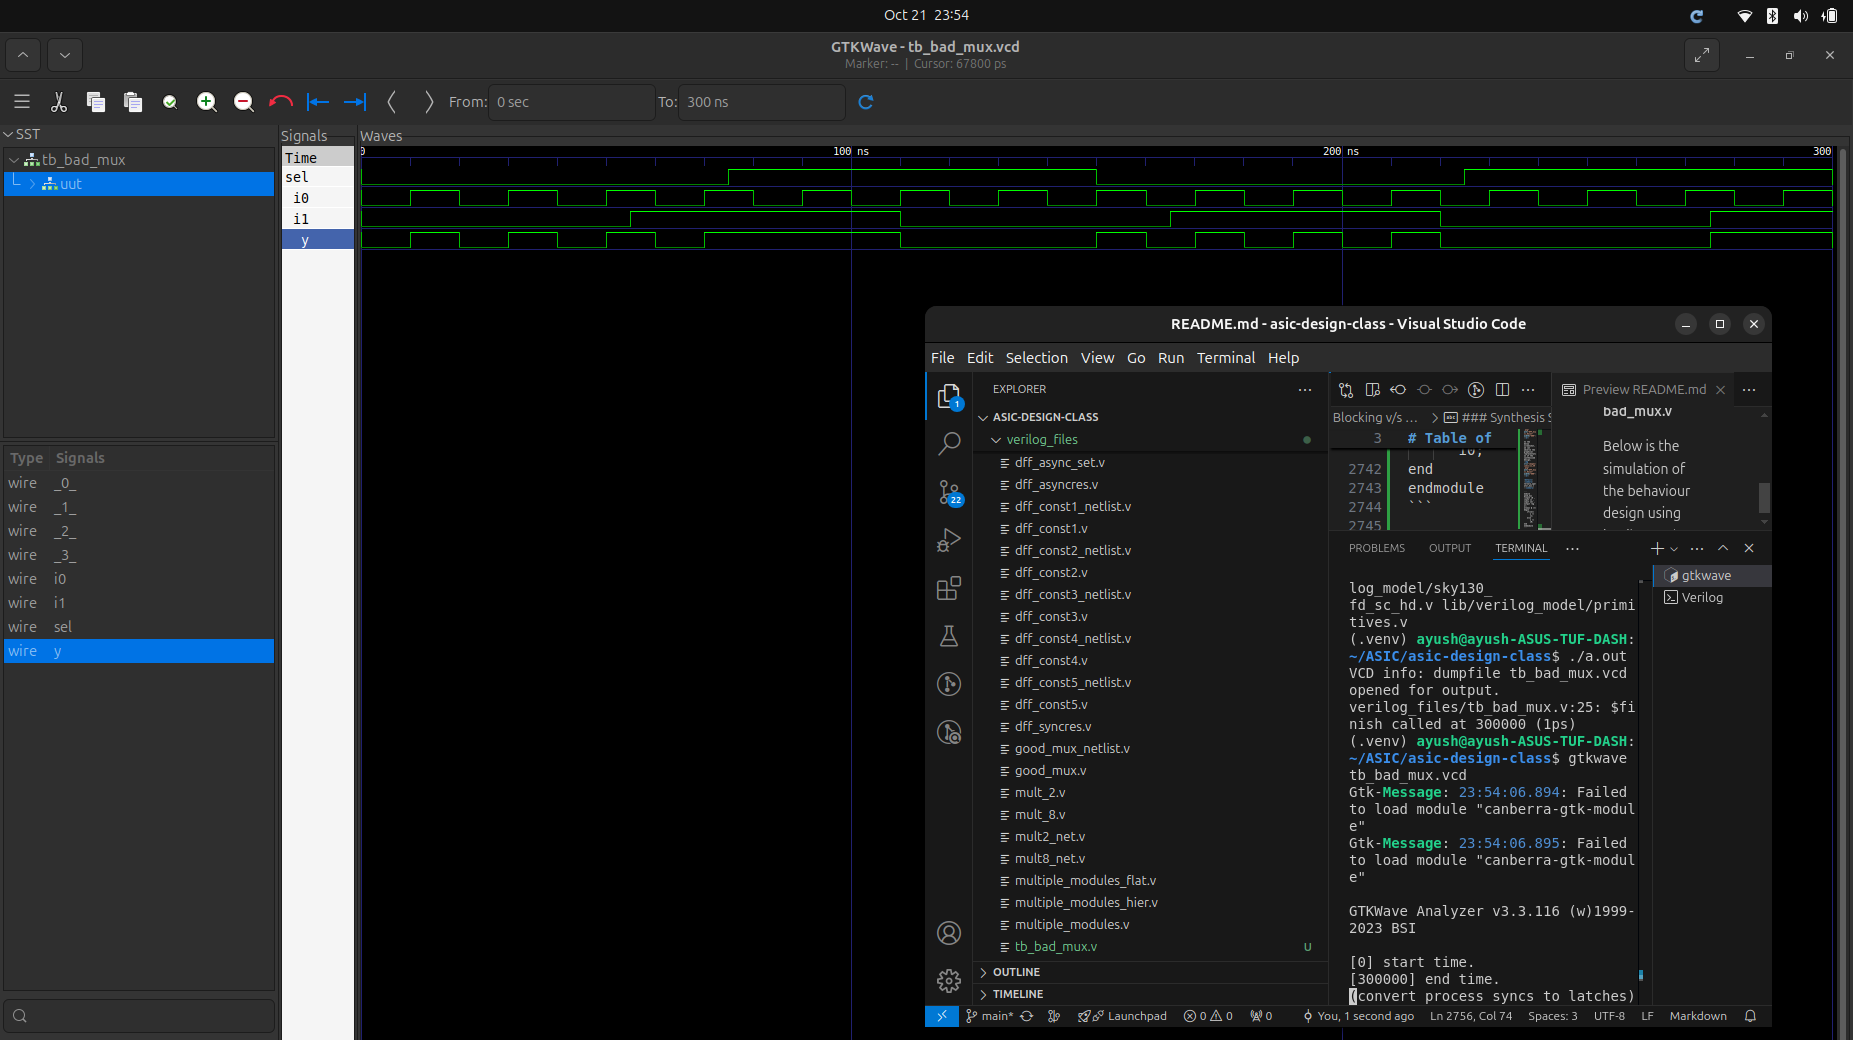 Oct 21 23:54
GTKWave - tb_bad_mux.vcd
Marker: -- | Cursor: 67800 ps
From: 0 sec To: 300 ns
SST
tb_bad_mux
uut
Type Signals
wire _0_
wire _1_
wire _2_
wire _3_
wire i0
wire i1
wire sel
wire y
Signals
Time
sel
i0
i1
y
Waves
0 100 ns 200 ns 300
README.md - asic-design-class - Visual Studio Code
File Edit Selection View Go Run Terminal Help
EXPLORER
ASIC-DESIGN-CLASS
verilog_files
dff_async_set.v
dff_asyncres.v
dff_const1_netlist.v
dff_const1.v
dff_const2_netlist.v
dff_const2.v
dff_const3_netlist.v
dff_const3.v
dff_const4_netlist.v
dff_const4.v
dff_const5_netlist.v
dff_const5.v
dff_syncres.v
good_mux_netlist.v
good_mux.v
mult_2.v
mult_8.v
mult2_net.v
mult8_net.v
multiple_modules_flat.v
multiple_modules_hier.v
multiple_modules.v
tb_bad_mux.v U
OUTLINE
TIMELINE
1
22
Blocking v/s ... > ### Synthesis S
3 # Table of
i0;
2742 end
2743 endmodule
2744 ```
2745
Preview README.md
bad_mux.v
Below is the
simulation of
the behaviour
design using
PROBLEMS OUTPUT TERMINAL
gtkwave
Verilog
log_model/sky130_
fd_sc_hd.v lib/verilog_model/primi
tives.v
(.venv) ayush@ayush-ASUS-TUF-DASH:
~/ASIC/asic-design-class$ ./a.out
VCD info: dumpfile tb_bad_mux.vcd
opened for output.
verilog_files/tb_bad_mux.v:25: $fi
nish called at 300000 (1ps)
(.venv) ayush@ayush-ASUS-TUF-DASH:
~/ASIC/asic-design-class$ gtkwave
tb_bad_mux.vcd
Gtk-Message: 23:54:06.894: Failed
to load module "canberra-gtk-modul
e"
Gtk-Message: 23:54:06.895: Failed
to load module "canberra-gtk-modul
e"
GTKWave Analyzer v3.3.116 (w)1999-
2023 BSI
[0] start time.
[300000] end time.
(convert process syncs to latches)
main* Launchpad 0 0 0 You, 1 second ago Ln 2756, Col 74 Spaces: 3 UTF-8 LF Markdown